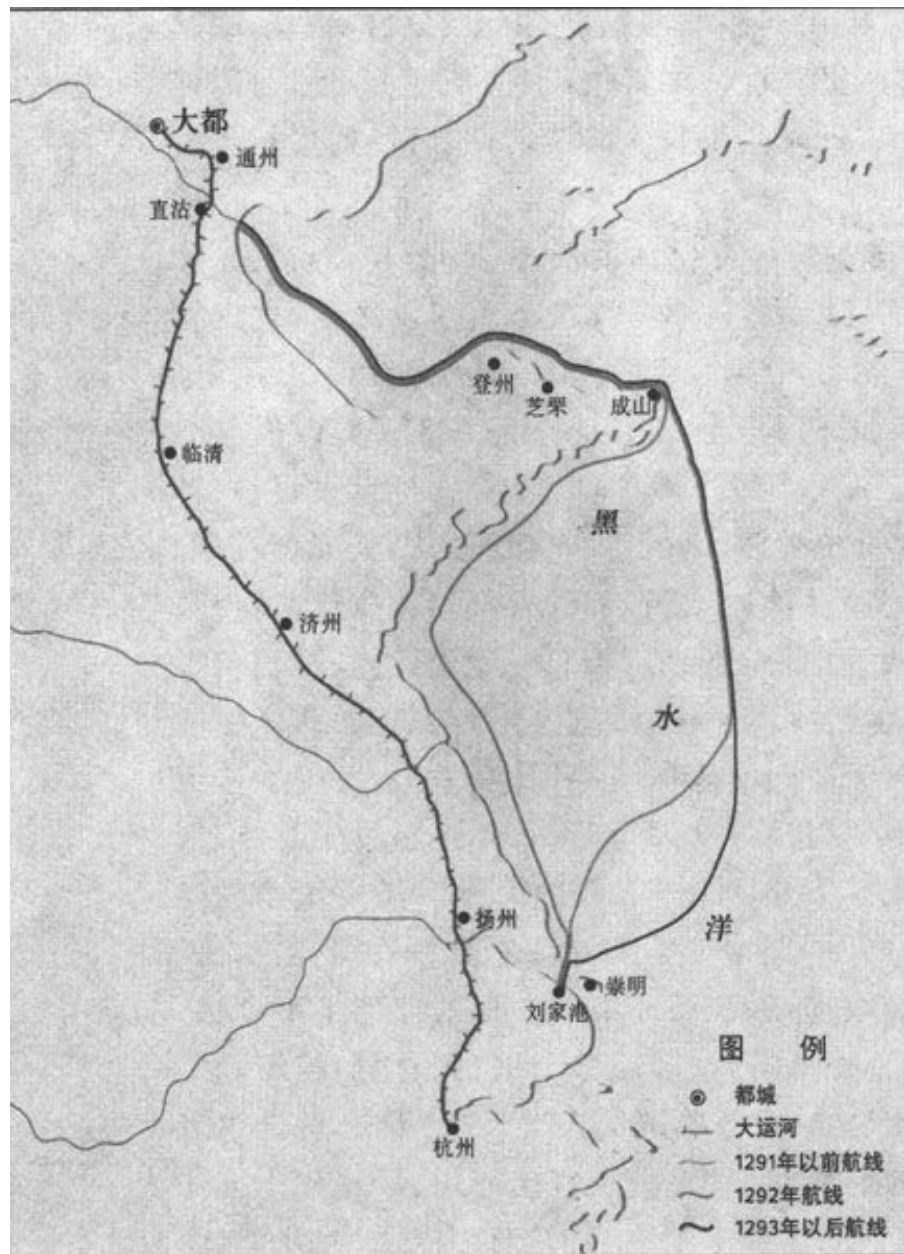 大都
通州
直沽
登州
芝罘
成山
临清
黑
济州
水
扬州
洋
崇明
刘家港
杭州
图 例
都城
大运河
1291年以前航线
1292年航线
1293年以后航线